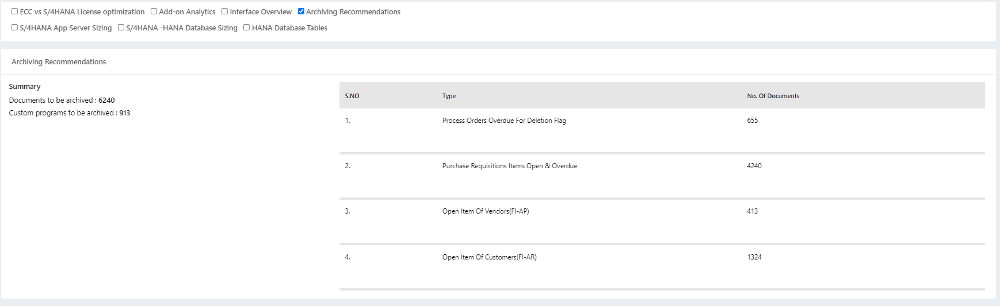 ECC vs S/4HANA License optimization Add-on Analytics Interface Overview Archiving Recommendations
S/4HANA App Server Sizing S/4HANA -HANA Database Sizing HANA Database Tables
Archiving Recommendations
Summary
Documents to be archived : 6240
Custom programs to be archived : 913
S.NO Type No. Of Documents
1. Process Orders Overdue For Deletion Flag 655
2. Purchase Requisitions Items Open & Overdue 4240
3. Open Item Of Vendors(FI-AP) 413
4. Open Item Of Customers(FI-AR) 1324